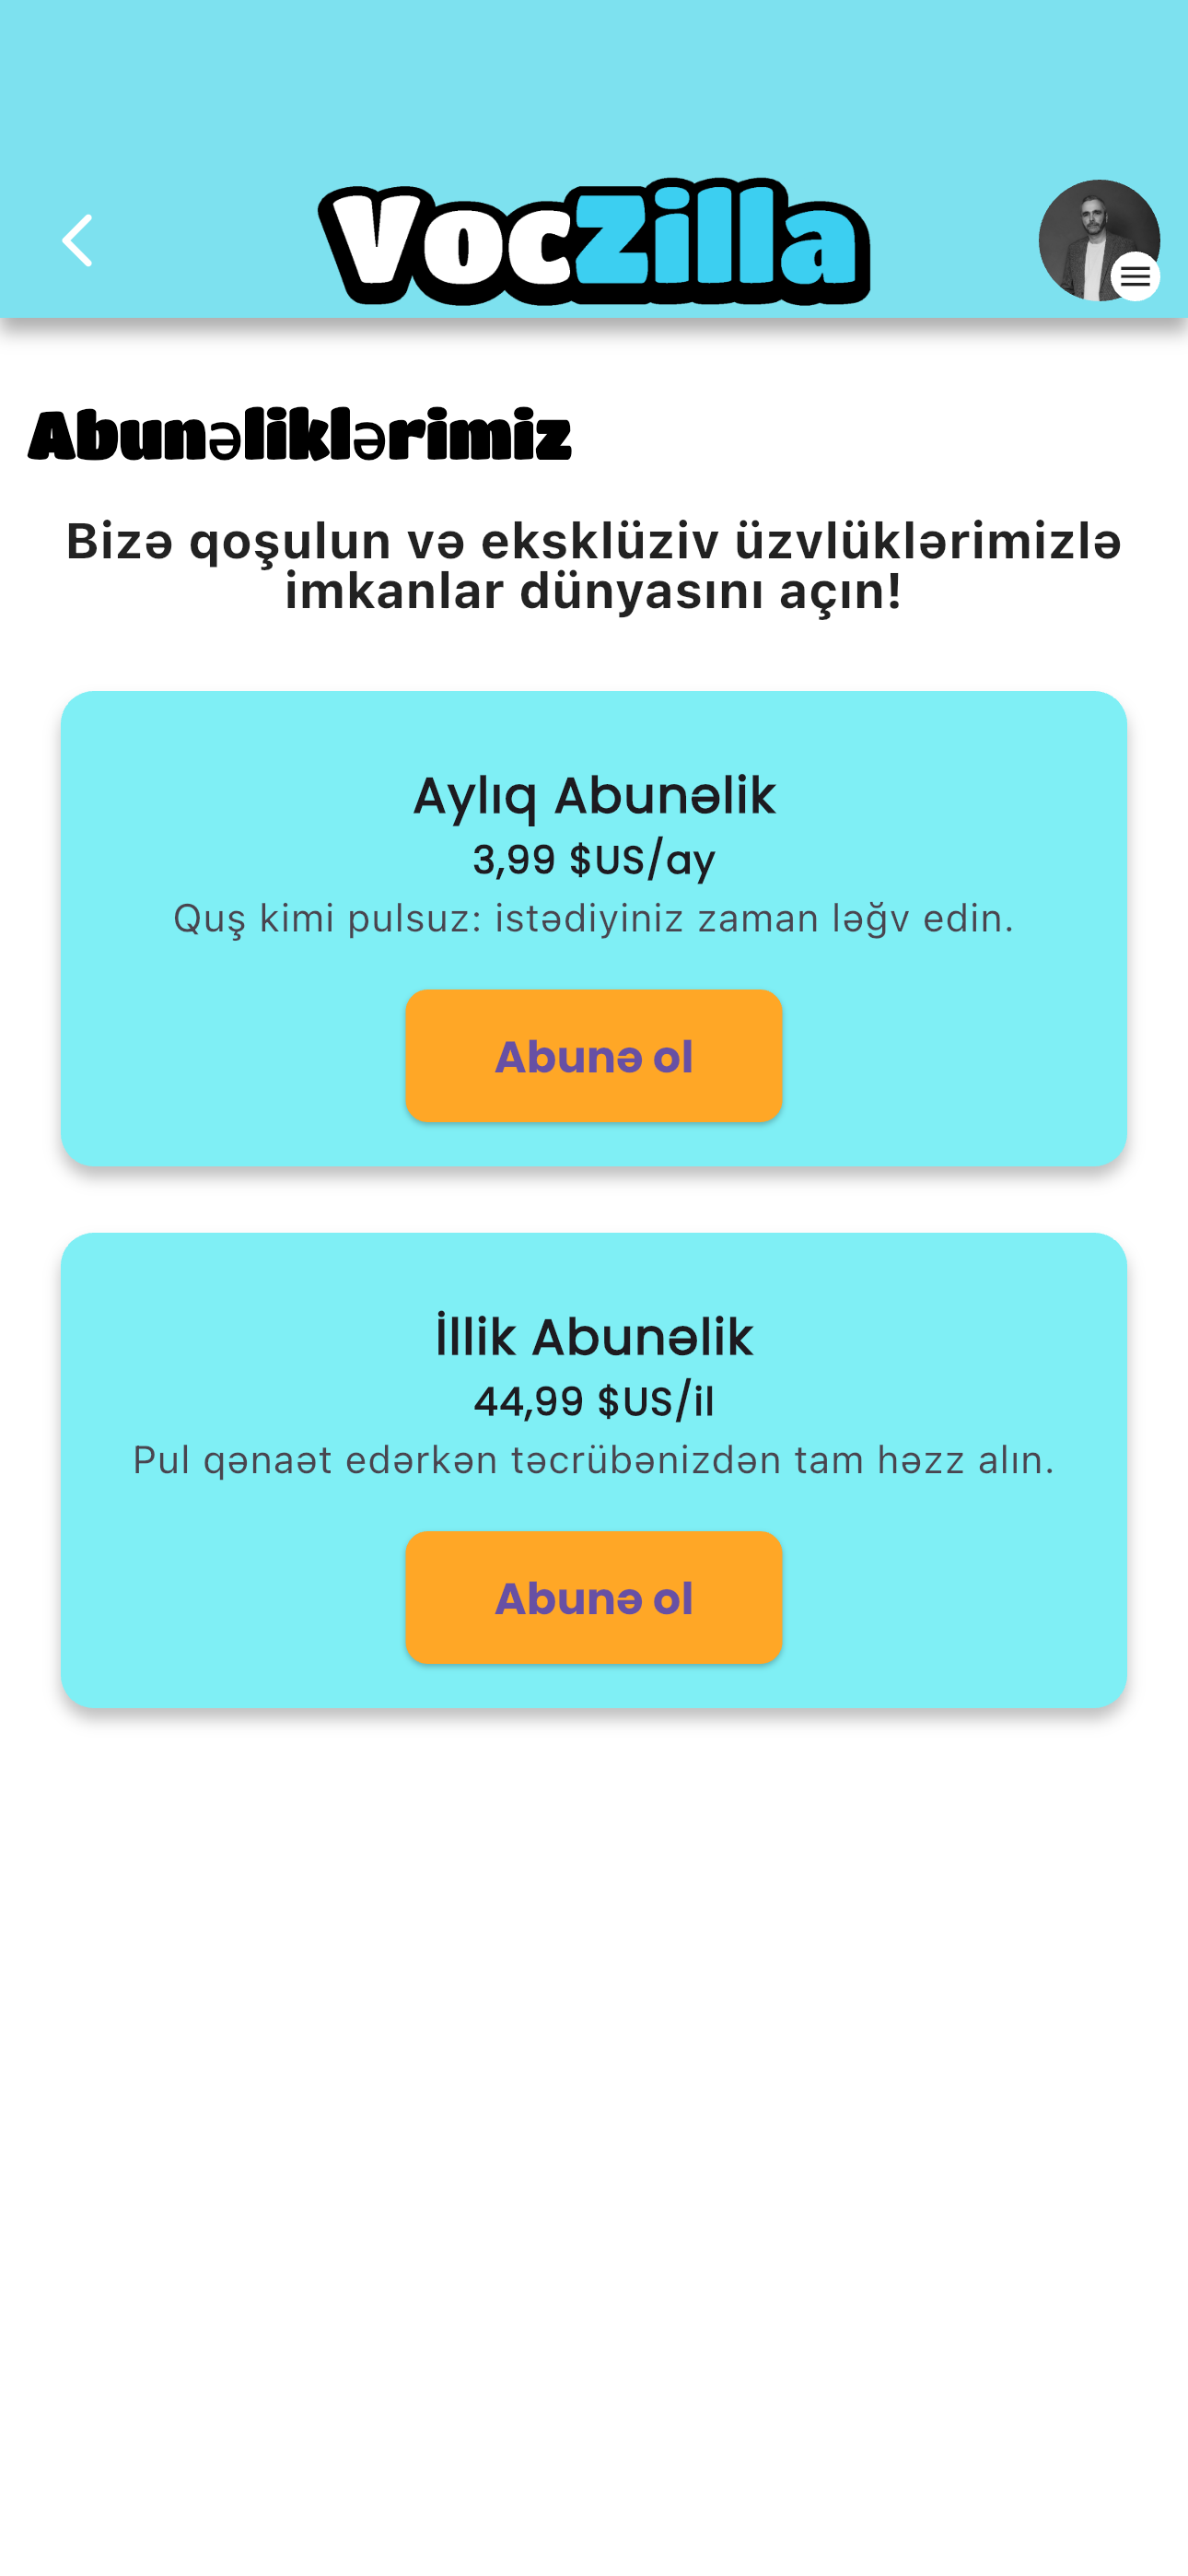 VocZilla
Abunəliklərimiz
Bizə qoşulun və eksklüziv üzvlüklərimizlə
imkanlar dünyasını açın!
Aylıq Abunəlik
3,99 $US/ay
Quş kimi pulsuz: istədiyiniz zaman ləğv edin.
Abunə ol
İllik Abunəlik
44,99 $US/il
Pul qənaət edərkən təcrübənizdən tam həzz alın.
Abunə ol